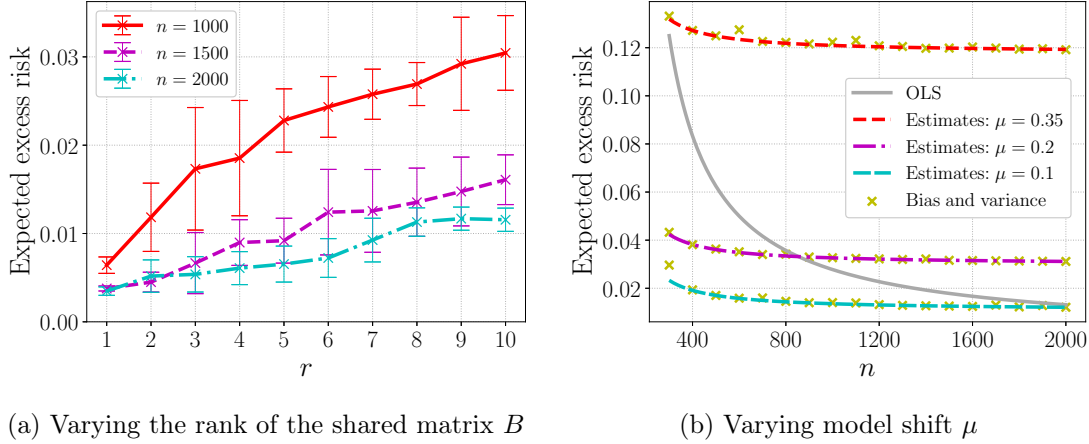 Expected excess risk
0.03
0.02
0.01
0.00
n = 1000
n = 1500
n = 2000
1 2 3 4 5 6 7 8 9 10
r
(a) Varying the rank of the shared matrix B
Expected excess risk
0.12
0.10
0.08
0.06
0.04
0.02
OLS
Estimates: μ = 0.35
Estimates: μ = 0.2
Estimates: μ = 0.1
Bias and variance
400 800 1200 1600 2000
n
(b) Varying model shift μ